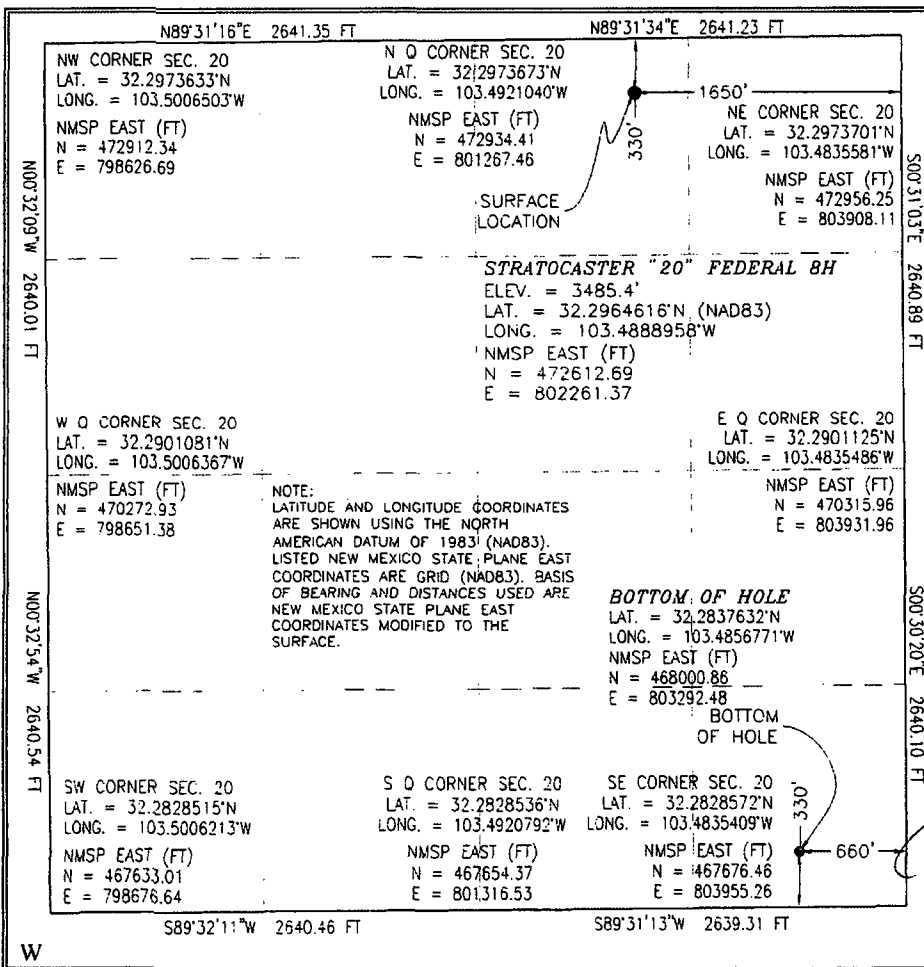 N89°31'16"E 2641.35 FT
N89°31'34"E 2641.23 FT
NW CORNER SEC. 20
LAT. = 32.2973633°N
LONG. = 103.5006503°W
NMSP EAST (FT)
N = 472912.34
E = 798626.69
N Q CORNER SEC. 20
LAT. = 32.2973673°N
LONG. = 103.4921040°W
NMSP EAST (FT)
N = 472934.41
E = 801267.46
1650'
330'
NE CORNER SEC. 20
LAT. = 32.2973701°N
LONG. = 103.4835581°W
NMSP EAST (FT)
N = 472956.25
E = 803908.11
SURFACE
LOCATION
N00°32'09"W 2640.01 FT
S00°31'03"E 2640.89 FT
STRATOCASTER "20" FEDERAL 8H
ELEV. = 3485.4'
LAT. = 32.2964616°N (NAD83)
LONG. = 103.4888958°W
NMSP EAST (FT)
N = 472612.69
E = 802261.37
W Q CORNER SEC. 20
LAT. = 32.2901081°N
LONG. = 103.5006367°W
NMSP EAST (FT)
N = 470272.93
E = 798651.38
E Q CORNER SEC. 20
LAT. = 32.2901125°N
LONG. = 103.4835486°W
NMSP EAST (FT)
N = 470315.96
E = 803931.96
NOTE:
LATITUDE AND LONGITUDE COORDINATES
ARE SHOWN USING THE NORTH
AMERICAN DATUM OF 1983 (NAD83).
LISTED NEW MEXICO STATE PLANE EAST
COORDINATES ARE GRID (NAD83). BASIS
OF BEARING AND DISTANCES USED ARE
NEW MEXICO STATE PLANE EAST
COORDINATES MODIFIED TO THE
SURFACE.
BOTTOM OF HOLE
LAT. = 32.2837632°N
LONG. = 103.4856771°W
NMSP EAST (FT)
N = 468000.86
E = 803292.48
BOTTOM
OF HOLE
N00°32'54"W 2640.54 FT
S00°30'20"E 2640.10 FT
SW CORNER SEC. 20
LAT. = 32.2828515°N
LONG. = 103.5006213°W
NMSP EAST (FT)
N = 467633.01
E = 798676.64
S Q CORNER SEC. 20
LAT. = 32.2828536°N
LONG. = 103.4920792°W
NMSP EAST (FT)
N = 467654.37
E = 801316.53
SE CORNER SEC. 20
LAT. = 32.2828572°N
LONG. = 103.4835409°W
NMSP EAST (FT)
N = 467676.46
E = 803955.26
330'
660'
S89°32'11"W 2640.46 FT
S89°31'13"W 2639.31 FT
W